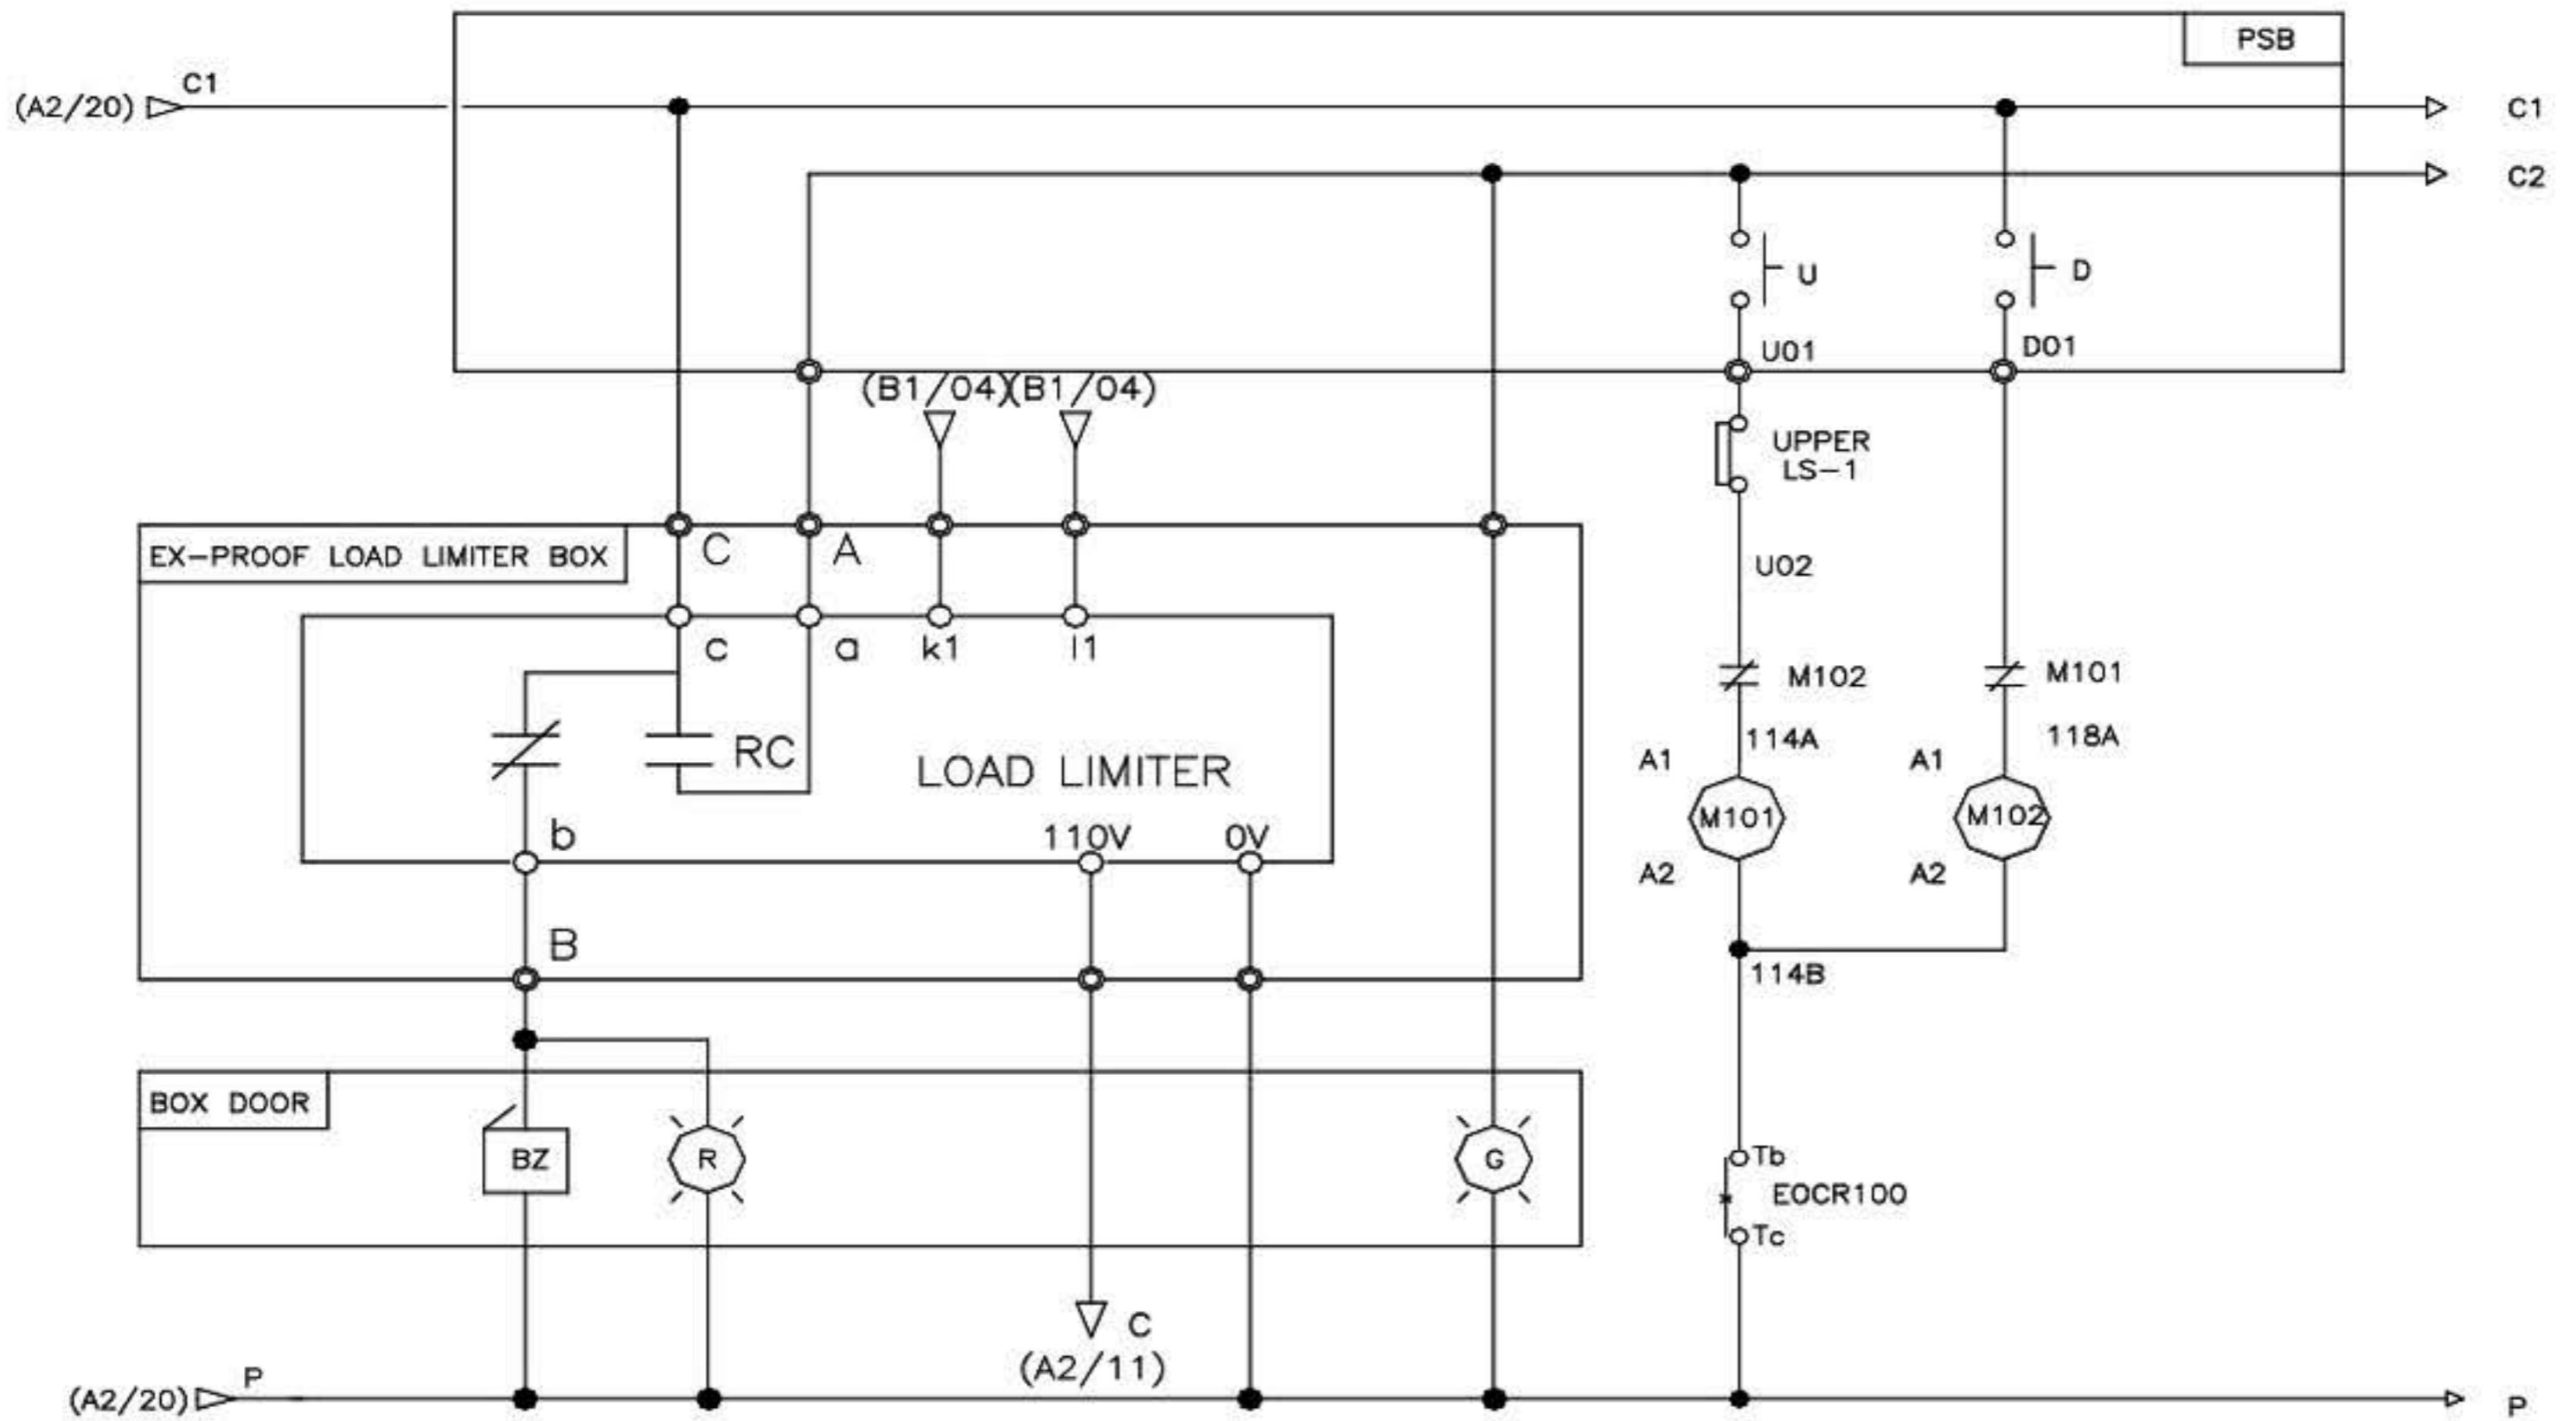 PSB
C1
(A2/20)
C1
C2
U
D
U01
D01
(B1/04)(B1/04)
UPPER
LS-1
EX-PROOF LOAD LIMITER BOX
C
A
U02
c
a
k1
l1
M102
M101
RC
LOAD LIMITER
114A
118A
A1
A1
M101
M102
b
110V
0V
A2
A2
B
114B
BOX DOOR
BZ
R
G
Tb
EOCR100
Tc
C
(A2/11)
P
(A2/20)
P